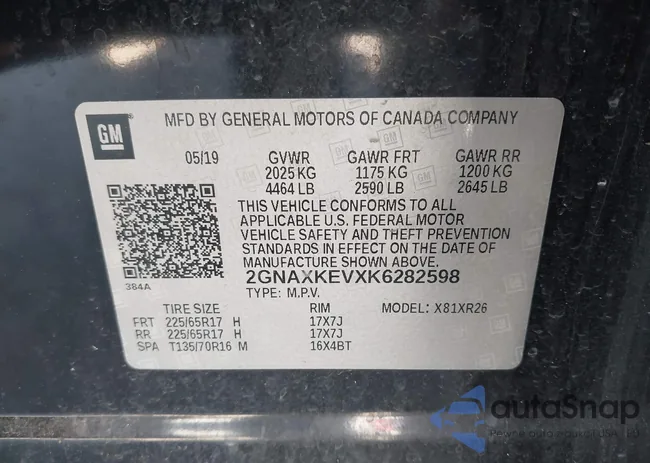 GM
MFD BY GENERAL MOTORS OF CANADA COMPANY
05/19 GVWR GAWR FRT GAWR RR
2025 KG 1175 KG 1200 KG
4464 LB 2590 LB 2645 LB
THIS VEHICLE CONFORMS TO ALL
APPLICABLE U.S. FEDERAL MOTOR
VEHICLE SAFETY AND THEFT PREVENTION
STANDARDS IN EFFECT ON THE DATE OF
MANUFACTURE SHOWN ABOVE.
384A 2GNAXKEVXK6282598
TYPE: M.P.V.
TIRE SIZE RIM MODEL: X81XR26
FRT 225/65R17 H 17X7J
RR 225/65R17 H 17X7J
SPA T135/70R16 M 16X4BT
autoSnap